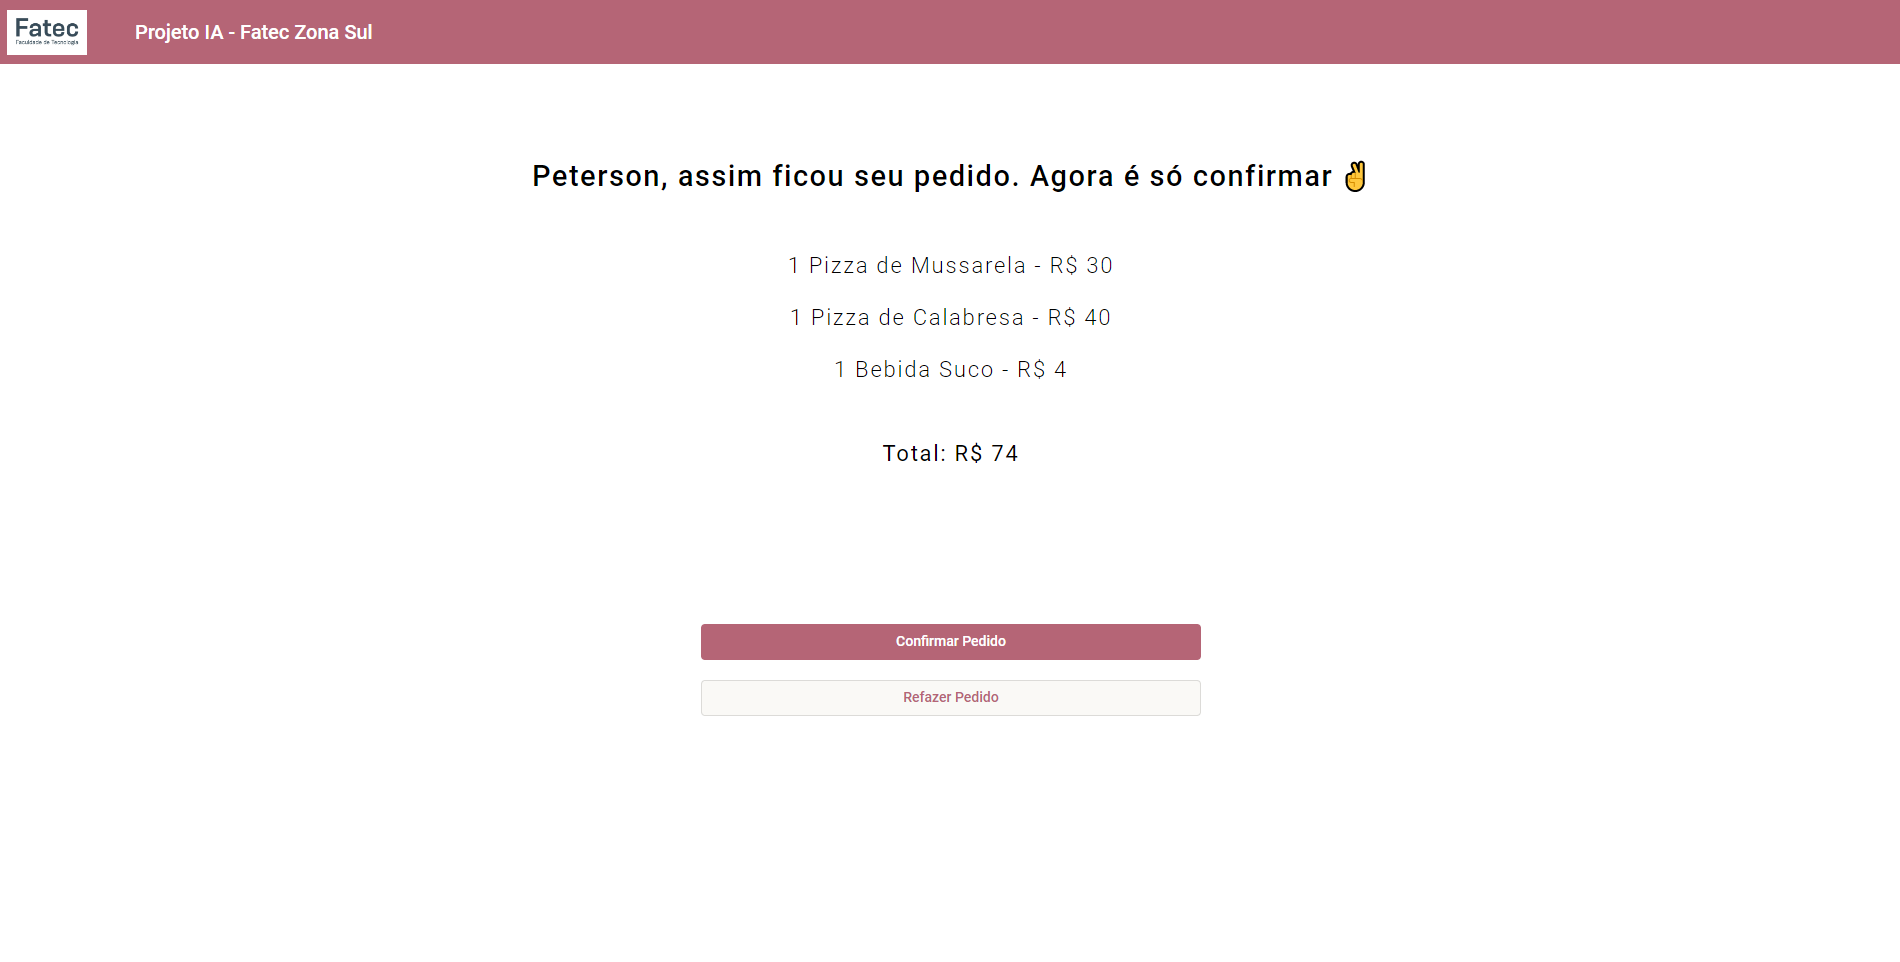 Fatec
Faculdade de Tecnologia
Projeto IA - Fatec Zona Sul
Peterson, assim ficou seu pedido. Agora é só confirmar ✌
1 Pizza de Mussarela - R$ 30
1 Pizza de Calabresa - R$ 40
1 Bebida Suco - R$ 4
Total: R$ 74
Confirmar Pedido
Refazer Pedido